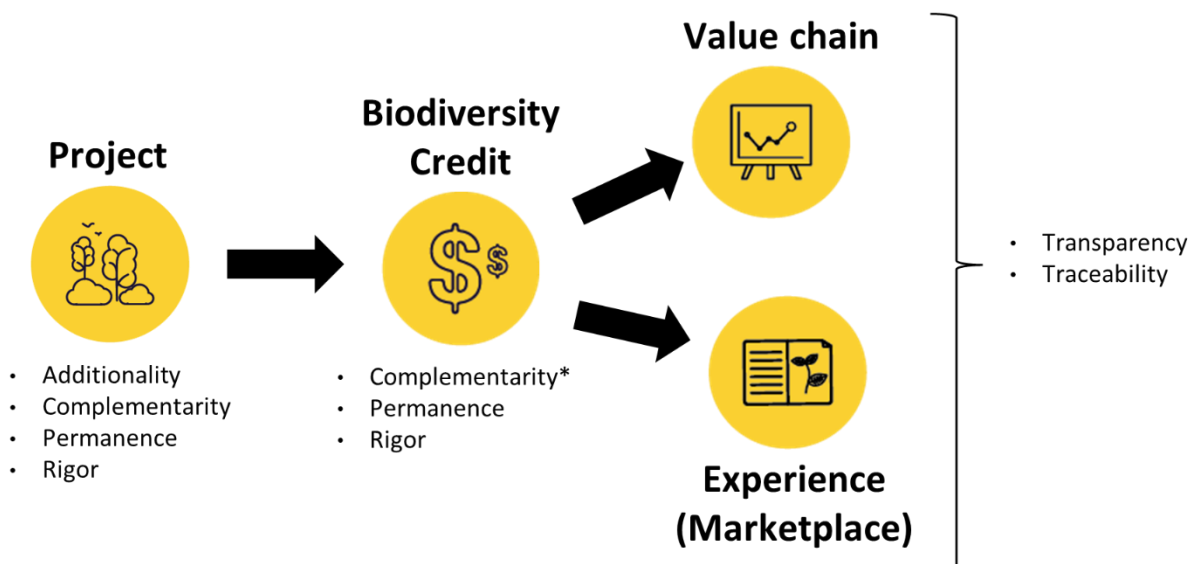 Project
• Additionality
• Complementarity
• Permanence
• Rigor
Biodiversity
Credit
$ $
• Complementarity*
• Permanence
• Rigor
Value chain
Experience
(Marketplace)
• Transparency
• Traceability